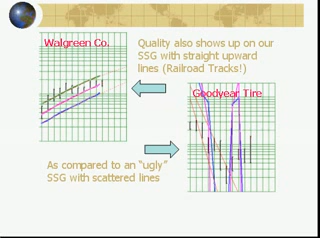 Walgreen Co.
Quality also shows up on our
SSG with straight upward
lines (Railroad Tracks!)
Goodyear Tire
As compared to an “ugly”
SSG with scattered lines